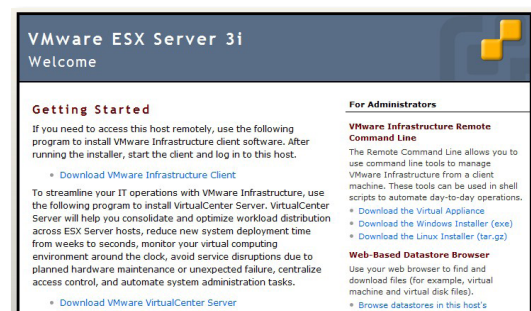 VMware ESX Server 3i
Welcome
Getting Started
If you need to access this host remotely, use the following
program to install VMware Infrastructure client software. After
running the installer, start the client and log in to this host.
Download VMware Infrastructure Client
To streamline your IT operations with VMware Infrastructure, use
the following program to install VirtualCenter Server. VirtualCenter
Server will help you consolidate and optimize workload distribution
across ESX Server hosts, reduce new system deployment time
from weeks to seconds, monitor your virtual computing
environment around the clock, avoid service disruptions due to
planned hardware maintenance or unexpected failure, centralize
access control, and automate system administration tasks.
Download VMware VirtualCenter Server
For Administrators
VMware Infrastructure Remote
Command Line
The Remote Command Line allows you to
use command line tools to manage
VMware Infrastructure from a client
machine. These tools can be used in shell
scripts to automate day-to-day operations.
Download the Virtual Appliance
Download the Windows Installer (exe)
Download the Linux Installer (tar.gz)
Web-Based Datastore Browser
Use your web browser to find and
download files (for example, virtual
machine and virtual disk files).
Browse datastores in this host's